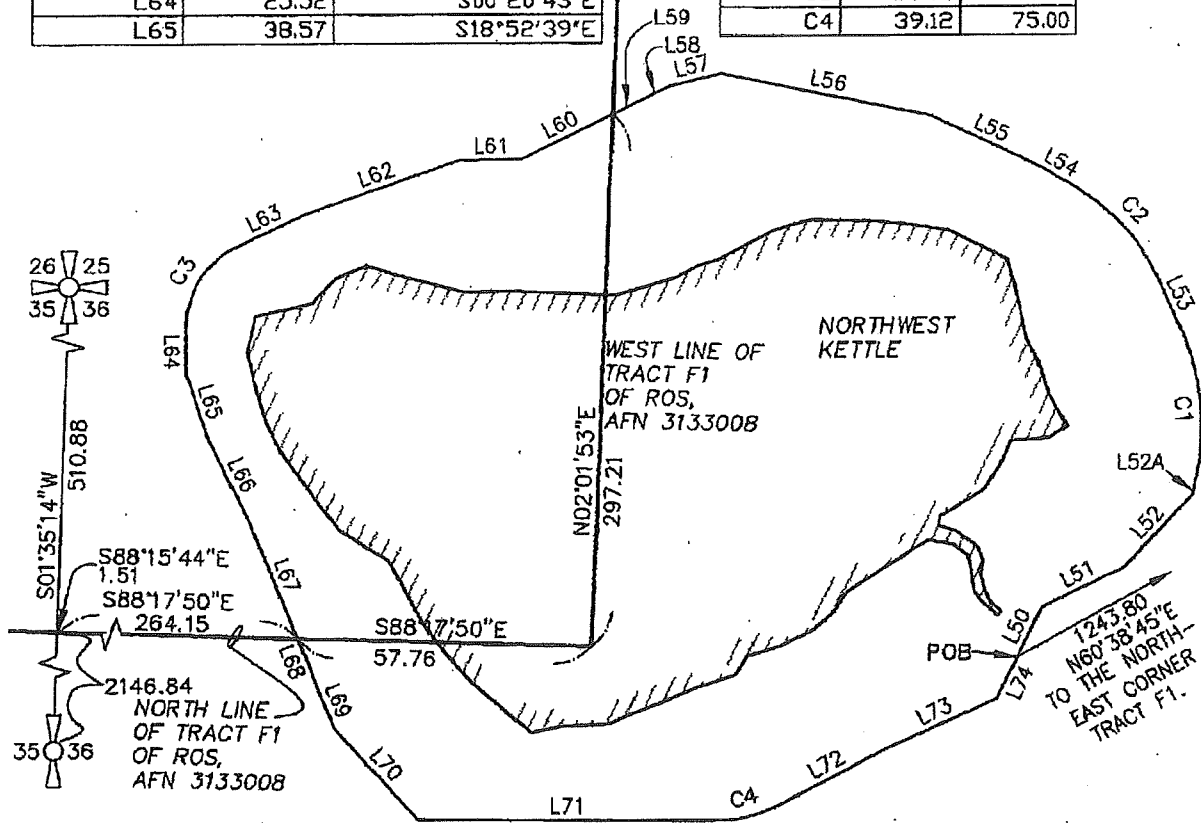 L64 23.52
L65 38.57 S18°52'39"E
C4 39.12 75.00
L59
L58
L57
L56
L60
L55
L61
L54
L62
C2
L63
C3
26 25
35 36
L53
NORTHWEST
KETTLE
WEST LINE OF
TRACT F1
OF ROS,
AFN 3133008
L64
L65
C1
S01°35'14"W
510.88
N02°01'53"E
297.21
L52A
L66
L52
S88°15'44"E
1.51
S88°17'50"E
264.15
L67
S88°17'50"E
57.76
L51
L50
1243.80
N60°38'45"E
TO THE NORTH-
EAST CORNER
TRACT F1.
POB
L68
L74
2146.84
NORTH LINE
OF TRACT F1
OF ROS,
AFN 3133008
35 36
L69
L73
L70
L72
L71
C4